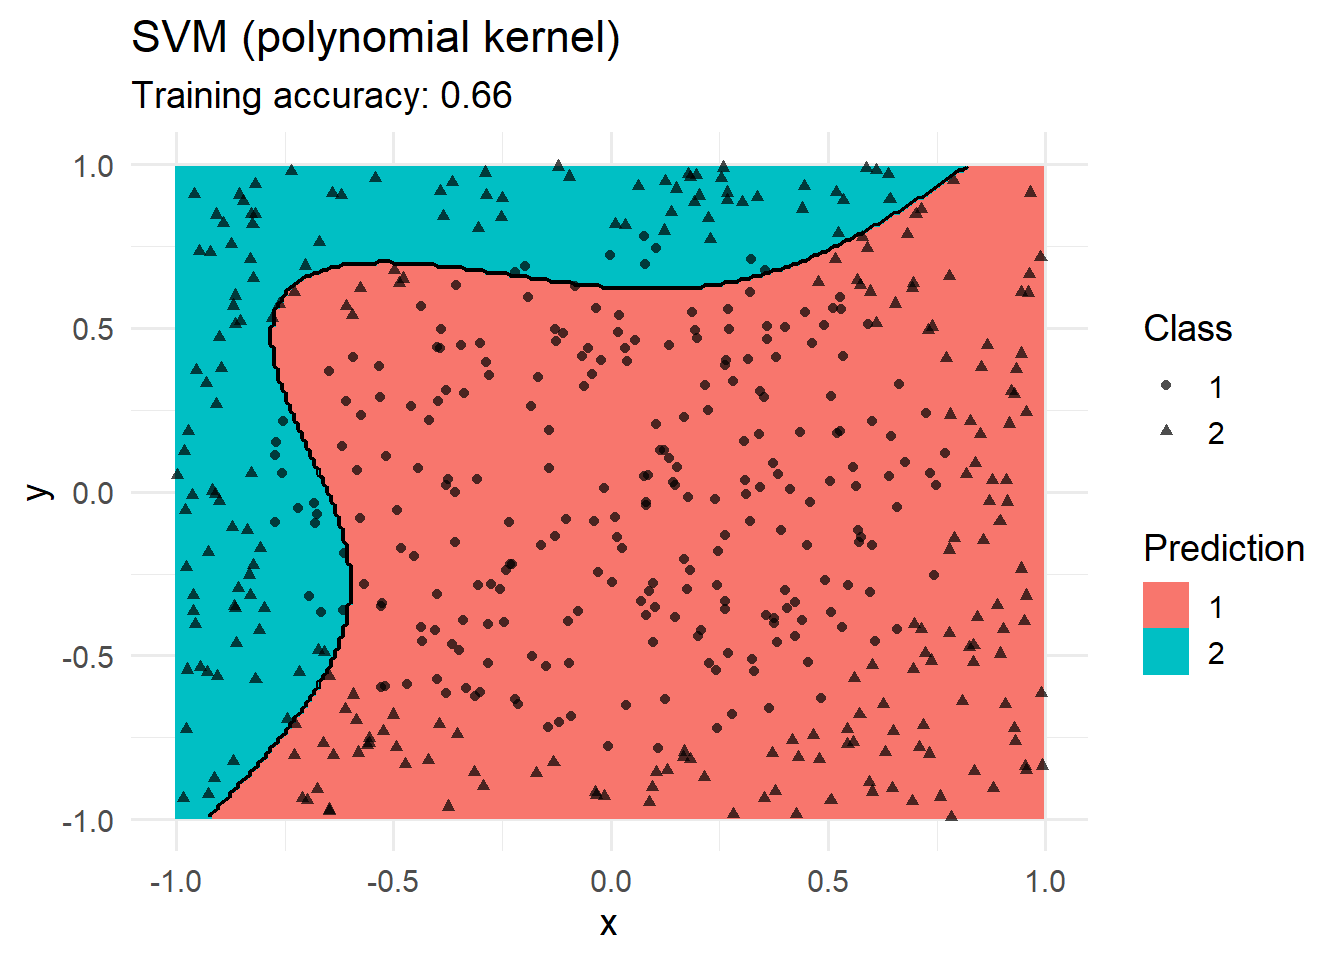 SVM (polynomial kernel)
Training accuracy: 0.66
1.0
0.5
0.0
-0.5
-1.0
y
-1.0 -0.5 0.0 0.5 1.0
x
Class
1
2
Prediction
1
2